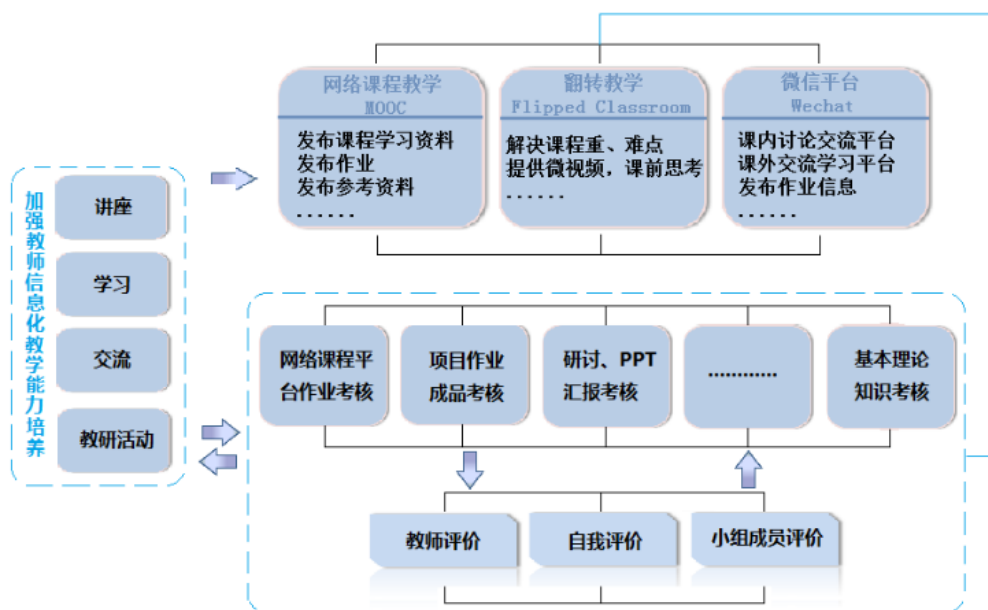 网络课程教学
MOOC
发布课程学习资料
发布作业
发布参考资料
......
翻转教学
Flipped Classroom
解决课程重、难点
提供微视频，课前思考
......
微信平台
Wechat
课内讨论交流平台
课外交流学习平台
发布作业信息
......
加强教师信息化教学能力培养
讲座
学习
交流
教研活动
网络课程平
台作业考核
项目作业
成品考核
研讨、PPT
汇报考核
............
基本理论
知识考核
教师评价
自我评价
小组成员评价